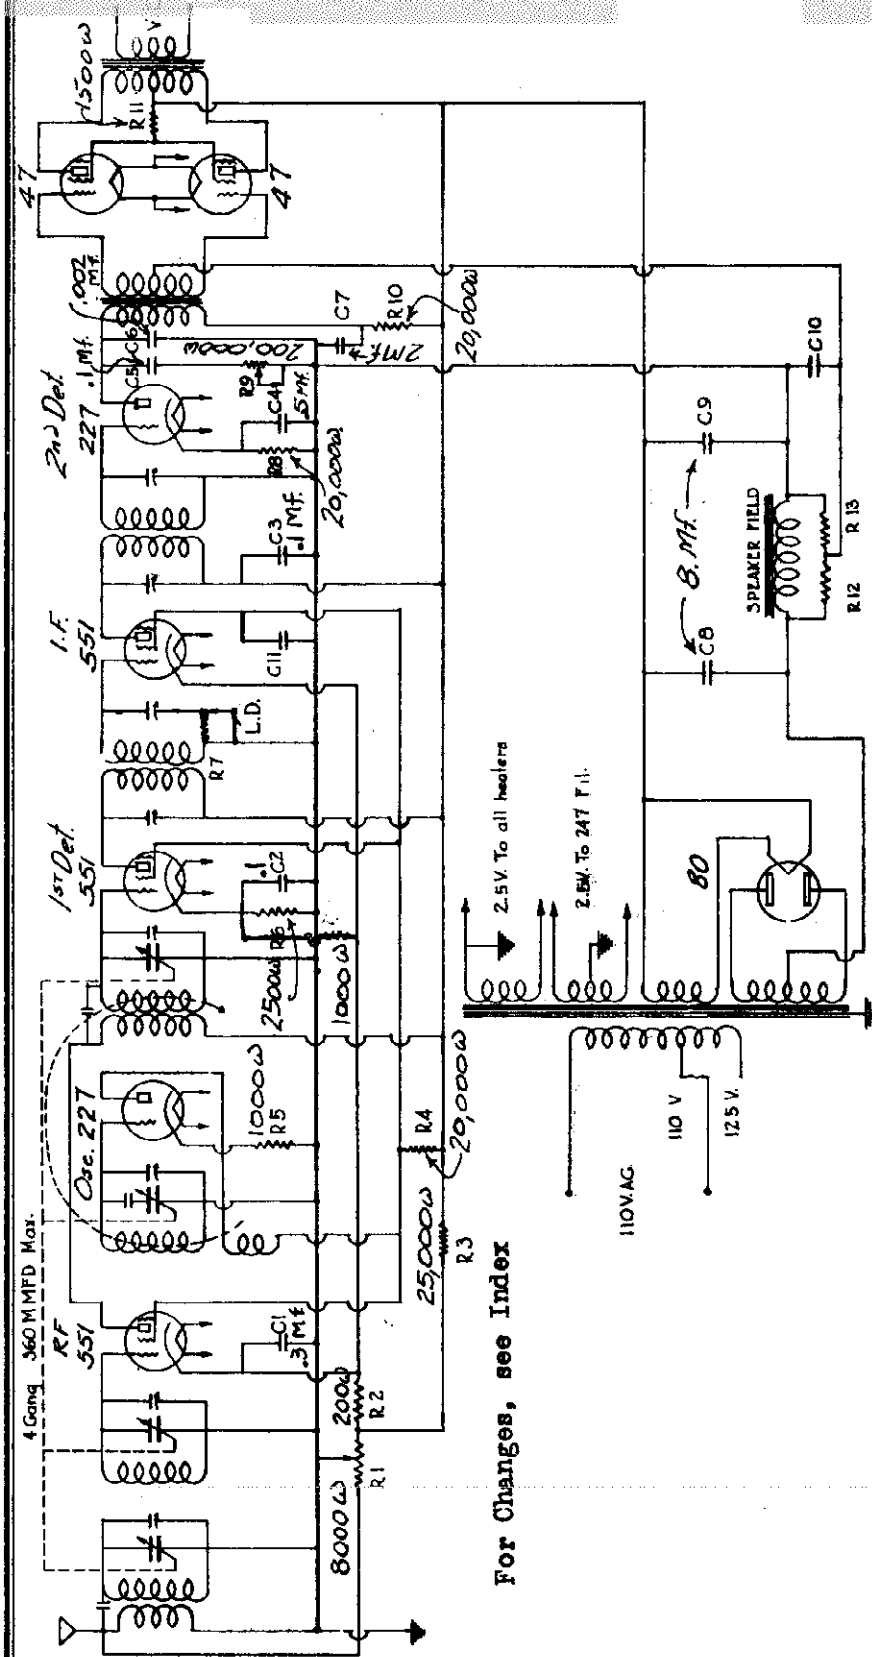 4 Gang 360 MMFD Max.
RF
551
Osc. 227
1ST Det.
551
I.F.
551
2nd Det.
227
.1 Mf.
C5
C6
.002
Mf.
47
47
1500 ω
R11
V
C1
.3 Mf
1000 ω
R5
2500 ω
R6
.1
C2
1000 ω
R7
L.D.
C11
C3
.1 Mf.
R8
20,000 ω
C4
.5 Mf.
R9
200,000 ω
C7
2 Mf.
R10
20,000 ω
8000 ω
R1
200 ω
R2
25,000 ω
R3
R4
20,000 ω
For Changes, see Index
110 V. AC.
110 V
125 V.
2.5V. To all heaters
2.5V. To 247 Fil.
80
C8
8. Mf.
C9
SPEAKER FIELD
R12
R13
C10